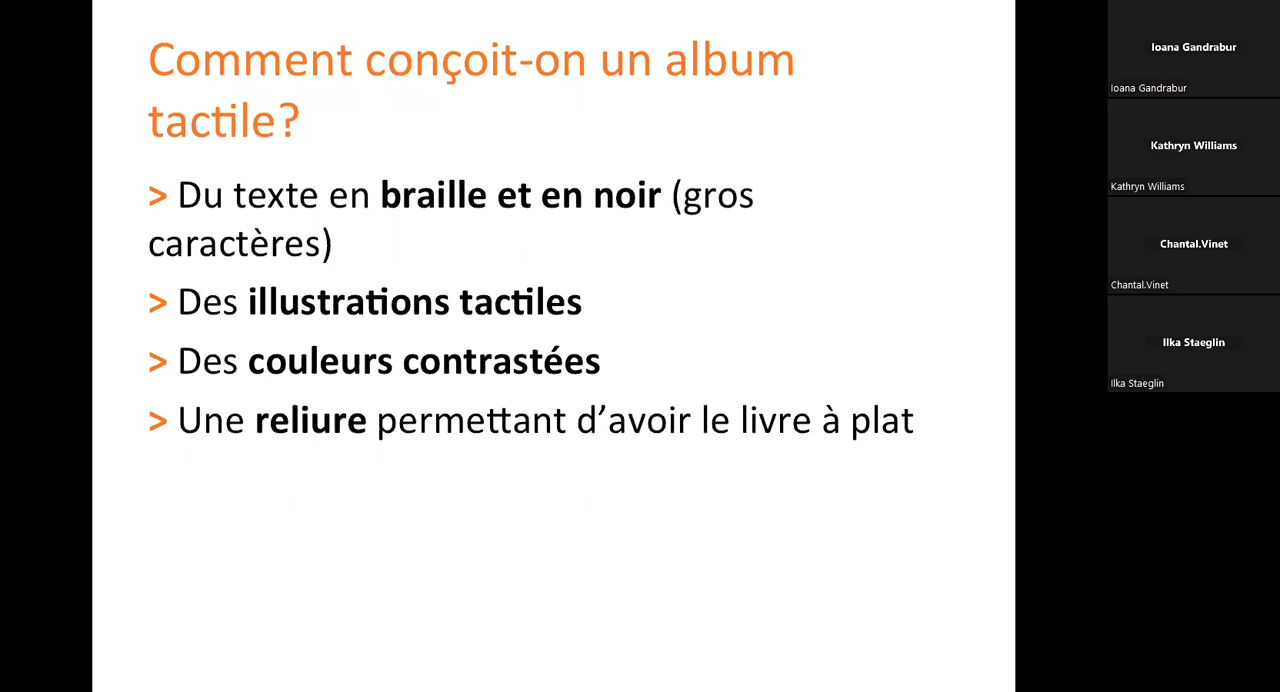 Comment conçoit-on un album
tactile?
> Du texte en braille et en noir (gros
caractères)
> Des illustrations tactiles
> Des couleurs contrastées
> Une reliure permettant d’avoir le livre à plat
Ioana Gandrabur
Ioana Gandrabur
Kathryn Williams
Kathryn Williams
Chantal.Vinet
Chantal.Vinet
Ilka Staeglin
Ilka Staeglin